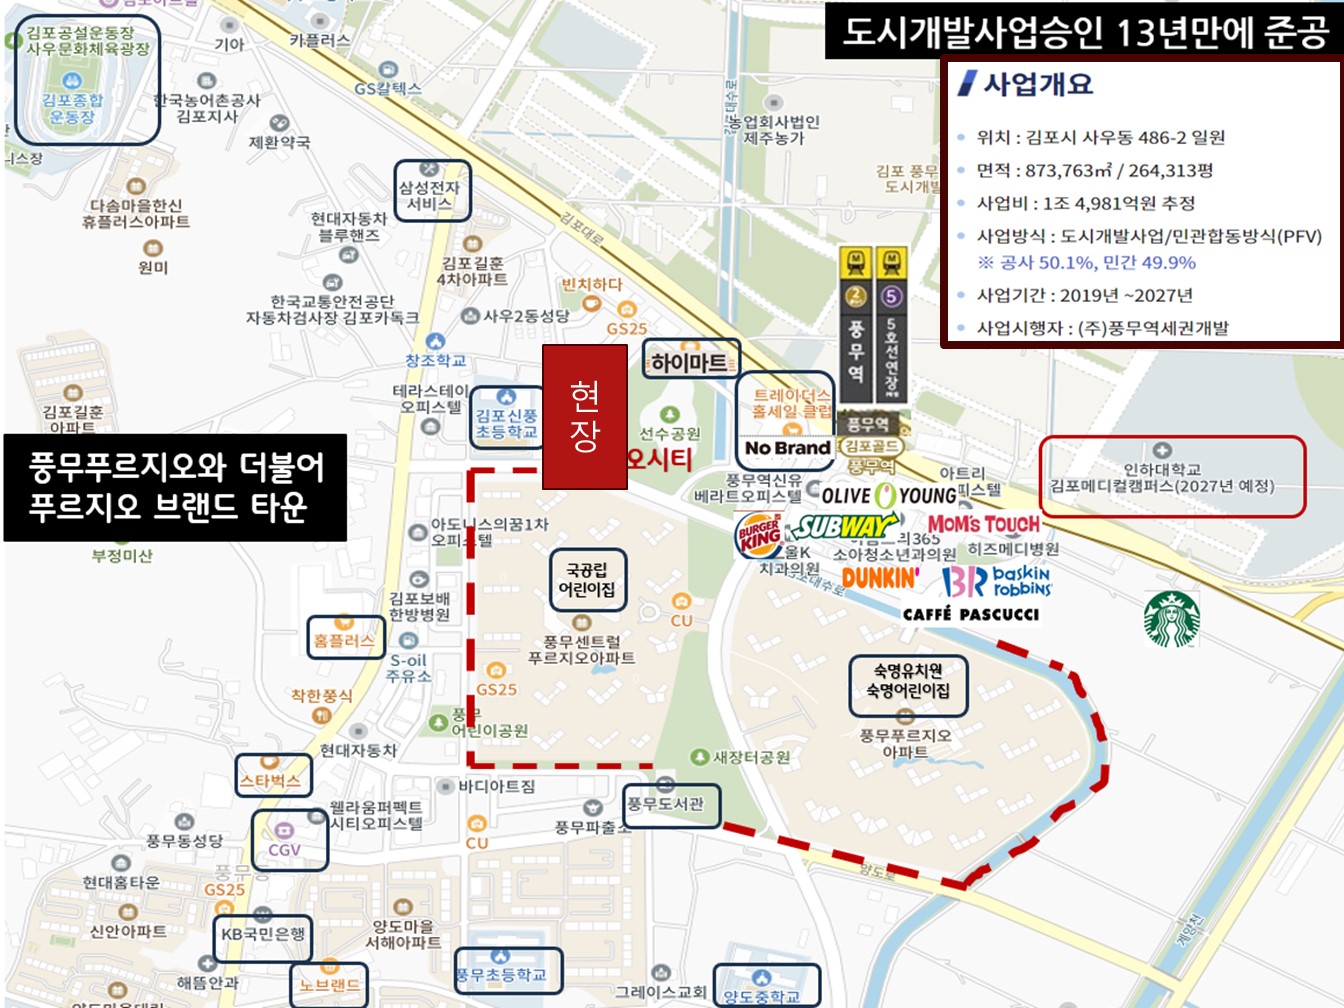 도시개발사업승인 13년만에 준공
사업개요
위치 : 김포시 사우동 486-2 일원
면적 : 873,763㎡ / 264,313평
사업비 : 1조 4,981억원 추정
사업방식 : 도시개발사업/민관합동방식(PFV)
※ 공사 50.1%, 민간 49.9%
사업기간 : 2019년 ~2027년
사업시행자 : (주)풍무역세권개발
김포공설운동장
사우문화체육광장
김포종합
운동장
기아
카플러스
GS칼텍스
한국농어촌공사
김포지사
제환약국
농업회사법인
제주농가
김포 풍무
도시개발
니스장
다솜마을한신
휴플러스아파트
원미
삼성전자
서비스
현대자동차
블루핸즈
김포대로
김포길훈
4차아파트
한국교통안전공단
자동차검사장 김포카독크
사우2동성당
빈치하다
GS25
창조학교
테라스테이
오피스텔
김포신풍
초등학교
현
장
하이마트
선수공원
오시티
트레이더스
홀세일 클럽
No Brand
2
5
풍무역
5호선연장
풍무역
김포골드
풍무역
김포길훈
아파트
풍무푸르지오와 더불어
푸르지오 브랜드 타운
부정미산
풍무역신유
베라트오피스텔
OLIVE YOUNG
아트리
피스텔
인하대학교
김포메디컬캠퍼스(2027년 예정)
BURGER
KING
SUBWAY
MOM'S TOUCH
울K
치과의원
소아청소년과의원
히즈메디병원
DUNKIN'
BR baskin
robbins
CAFFÉ PASCUCCI
아도니스의꿈1차
오피스텔
국공립
어린이집
김포보배
한방병원
CU
풍무센트럴
푸르지오아파트
홈플러스
S-oil
주유소
GS25
착한쭝식
풍무
어린이공원
숙명유치원
숙명어린이집
풍무푸르지오
아파트
현대자동차
새장터공원
스타벅스
바디아트짐
풍무도서관
웰라움퍼펙트
시티오피스텔
풍무파출소
CU
풍무동성당
CGV
풍무동
양도로
현대홈타운
GS25
신안아파트
KB국민은행
양도마을
서해아파트
계양천
해뜸안과
노브랜드
풍무초등학교
그레이스교회
양도중학교